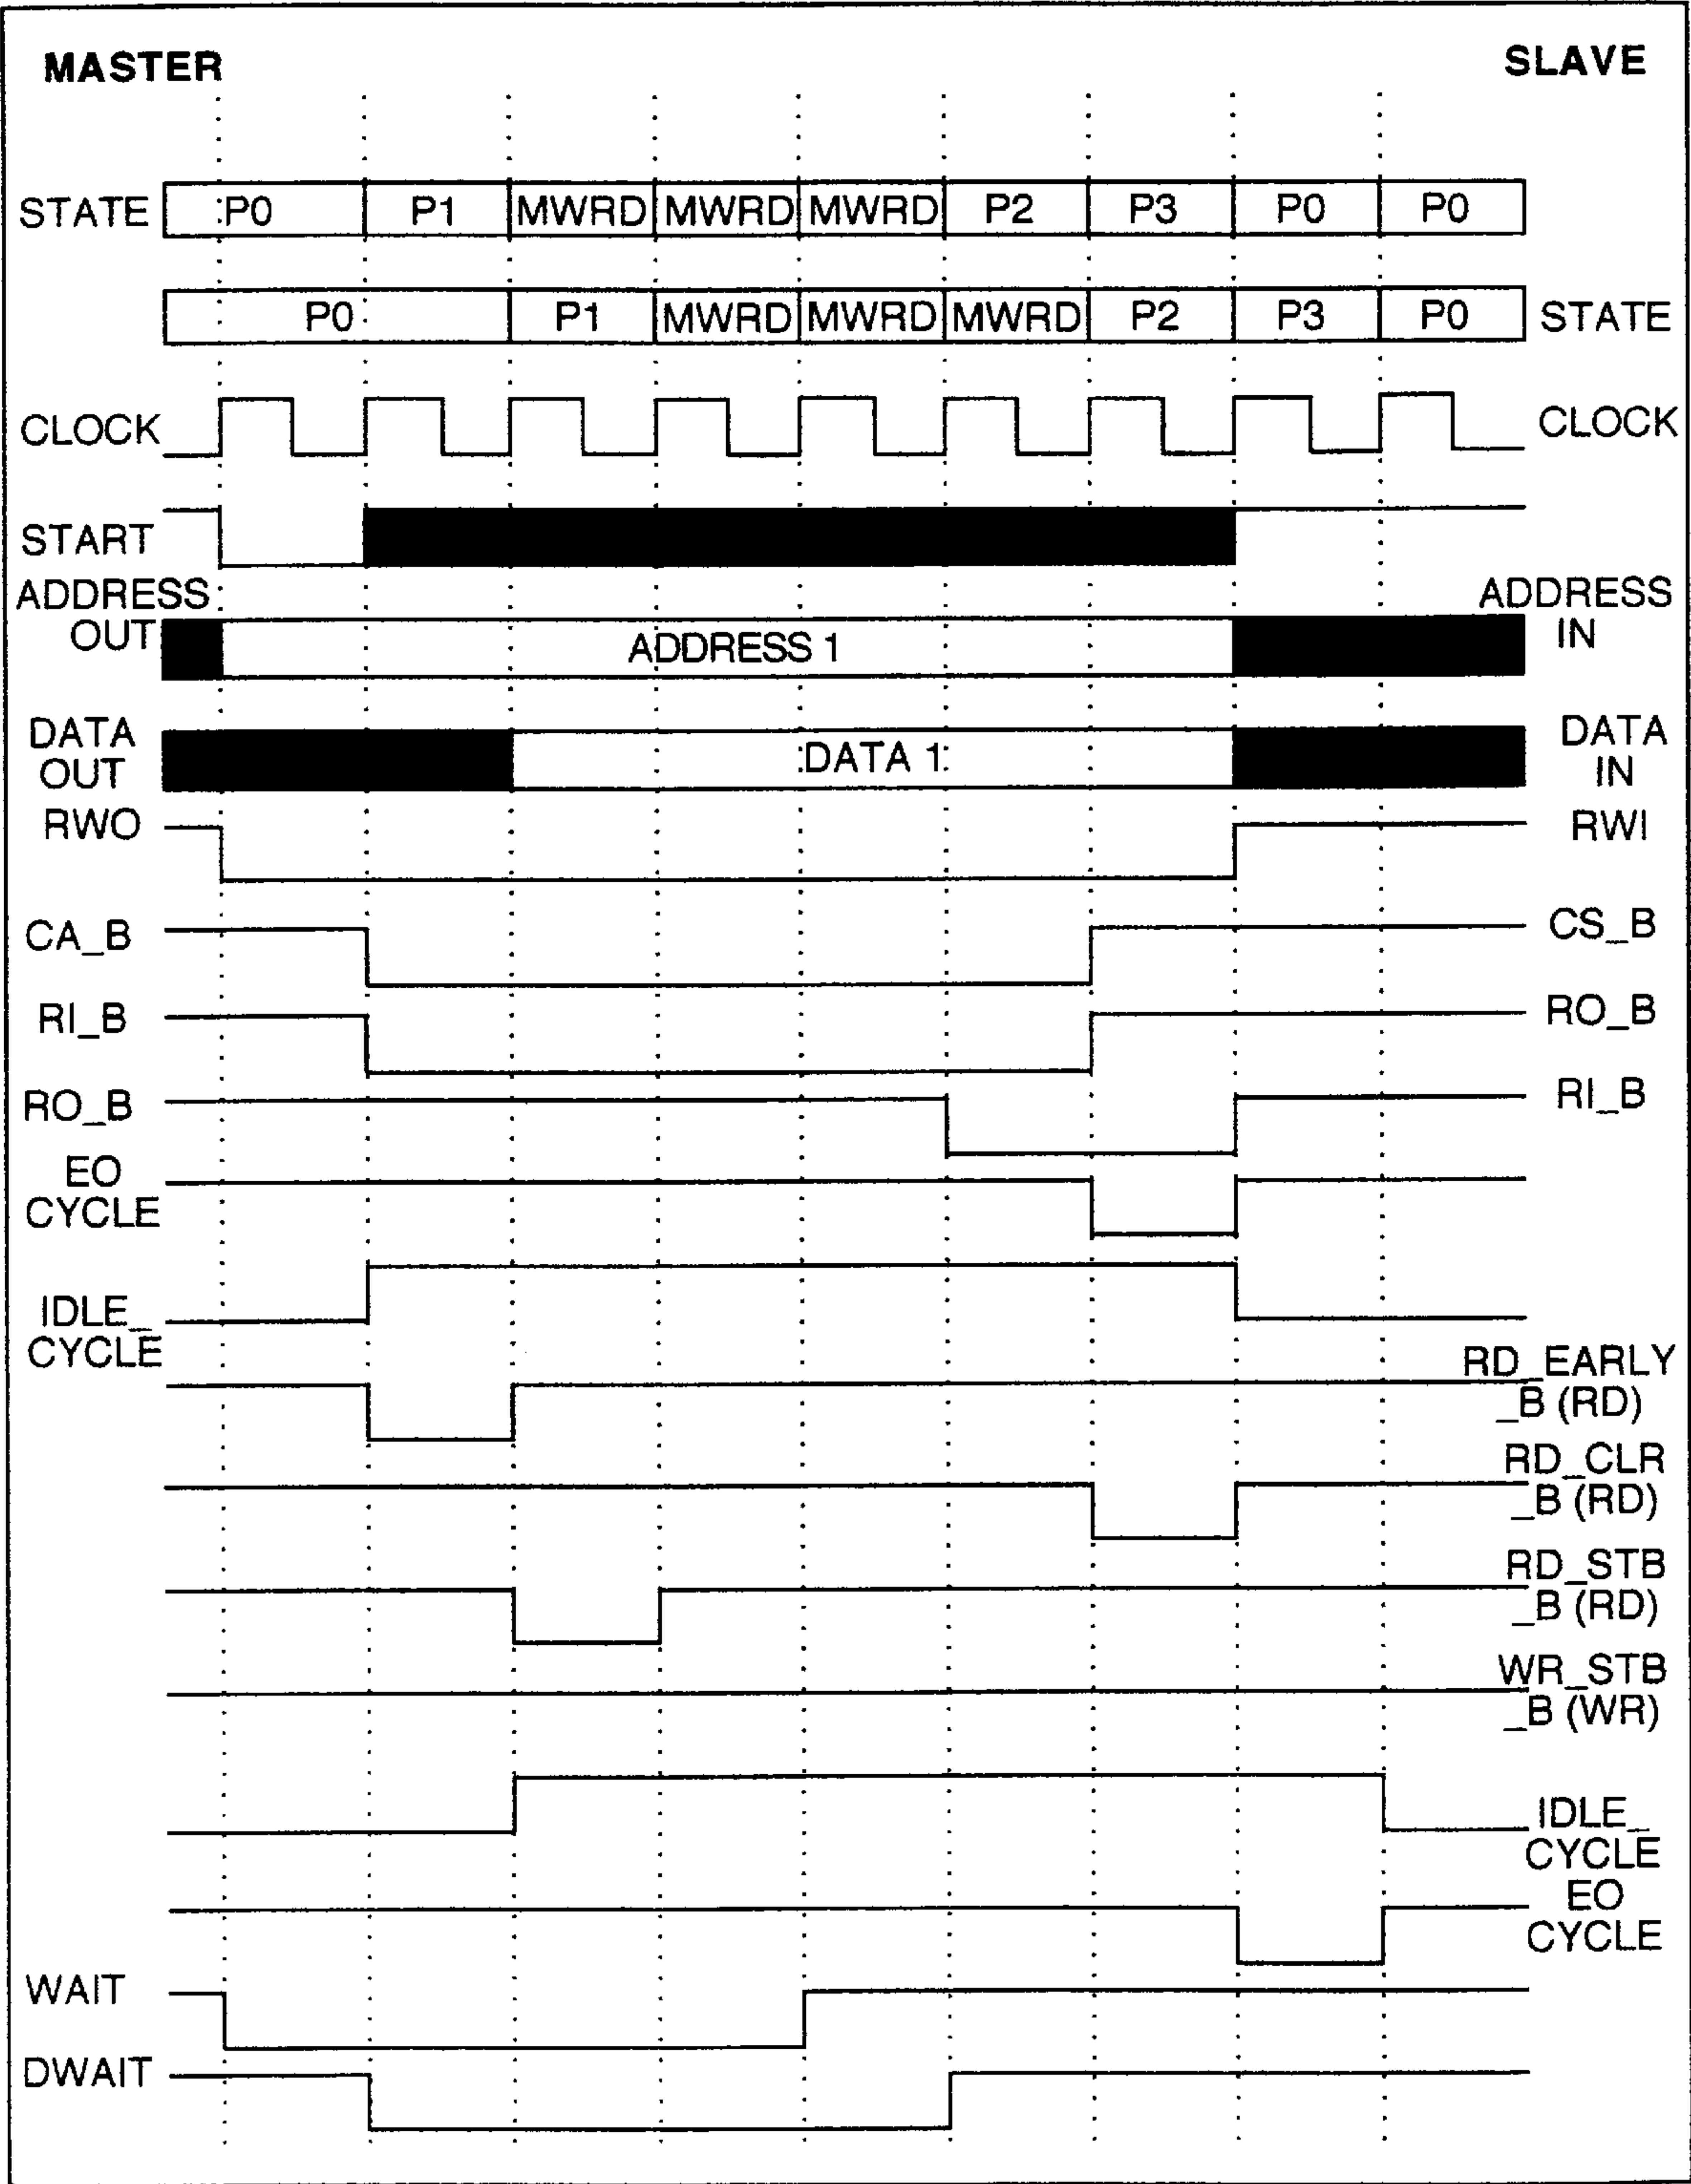 MASTER SLAVE
STATE P0 P1 MWRD MWRD MWRD P2 P3 P0 P0
P0 P1 MWRD MWRD MWRD P2 P3 P0 STATE
CLOCK CLOCK
START
ADDRESS OUT ADDRESS 1 ADDRESS IN
DATA OUT DATA 1 DATA IN
RWO RWI
CA_B CS_B
RI_B RO_B
RO_B RI_B
EO
CYCLE
IDLE_
CYCLE
RD_EARLY
_B (RD)
RD_CLR
_B (RD)
RD_STB
_B (RD)
WR_STB
_B (WR)
IDLE_
CYCLE
EO
CYCLE
WAIT
DWAIT